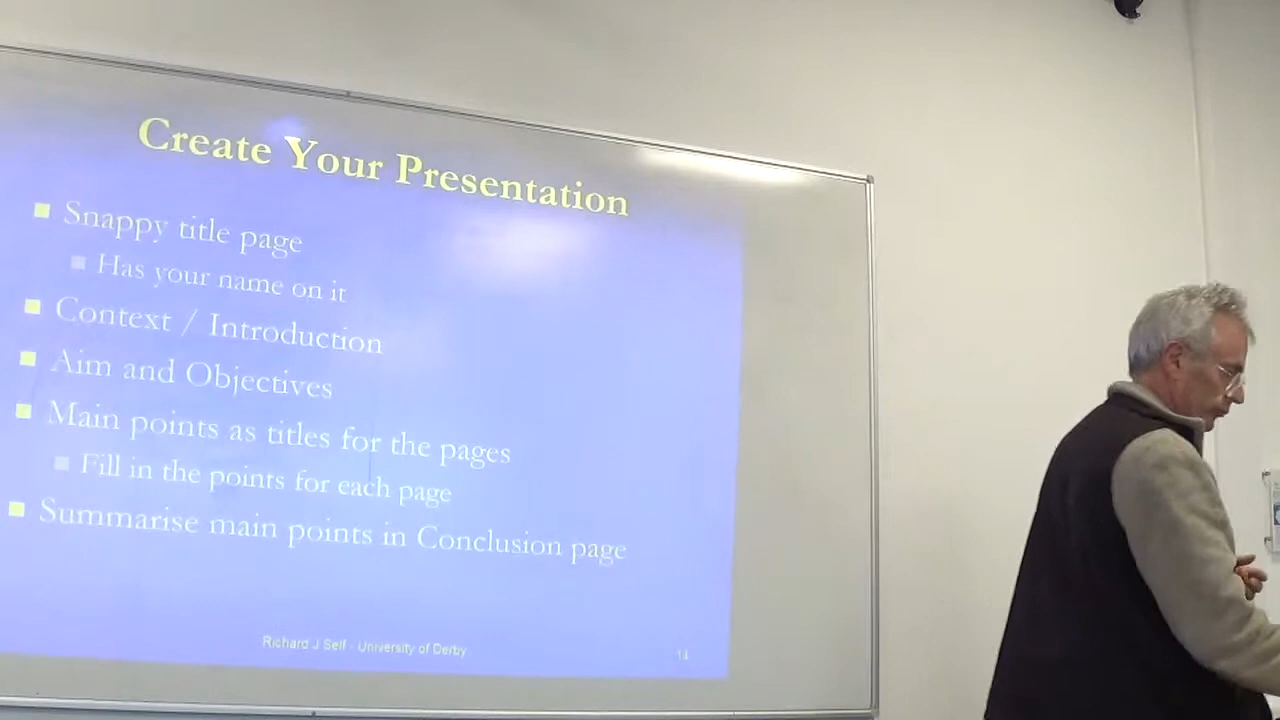 Create Your Presentation
Snappy title page
Has your name on it
Context / Introduction
Aim and Objectives
Main points as titles for the pages
Fill in the points for each page
Summarise main points in Conclusion page
Richard J Self - University of Derby
14